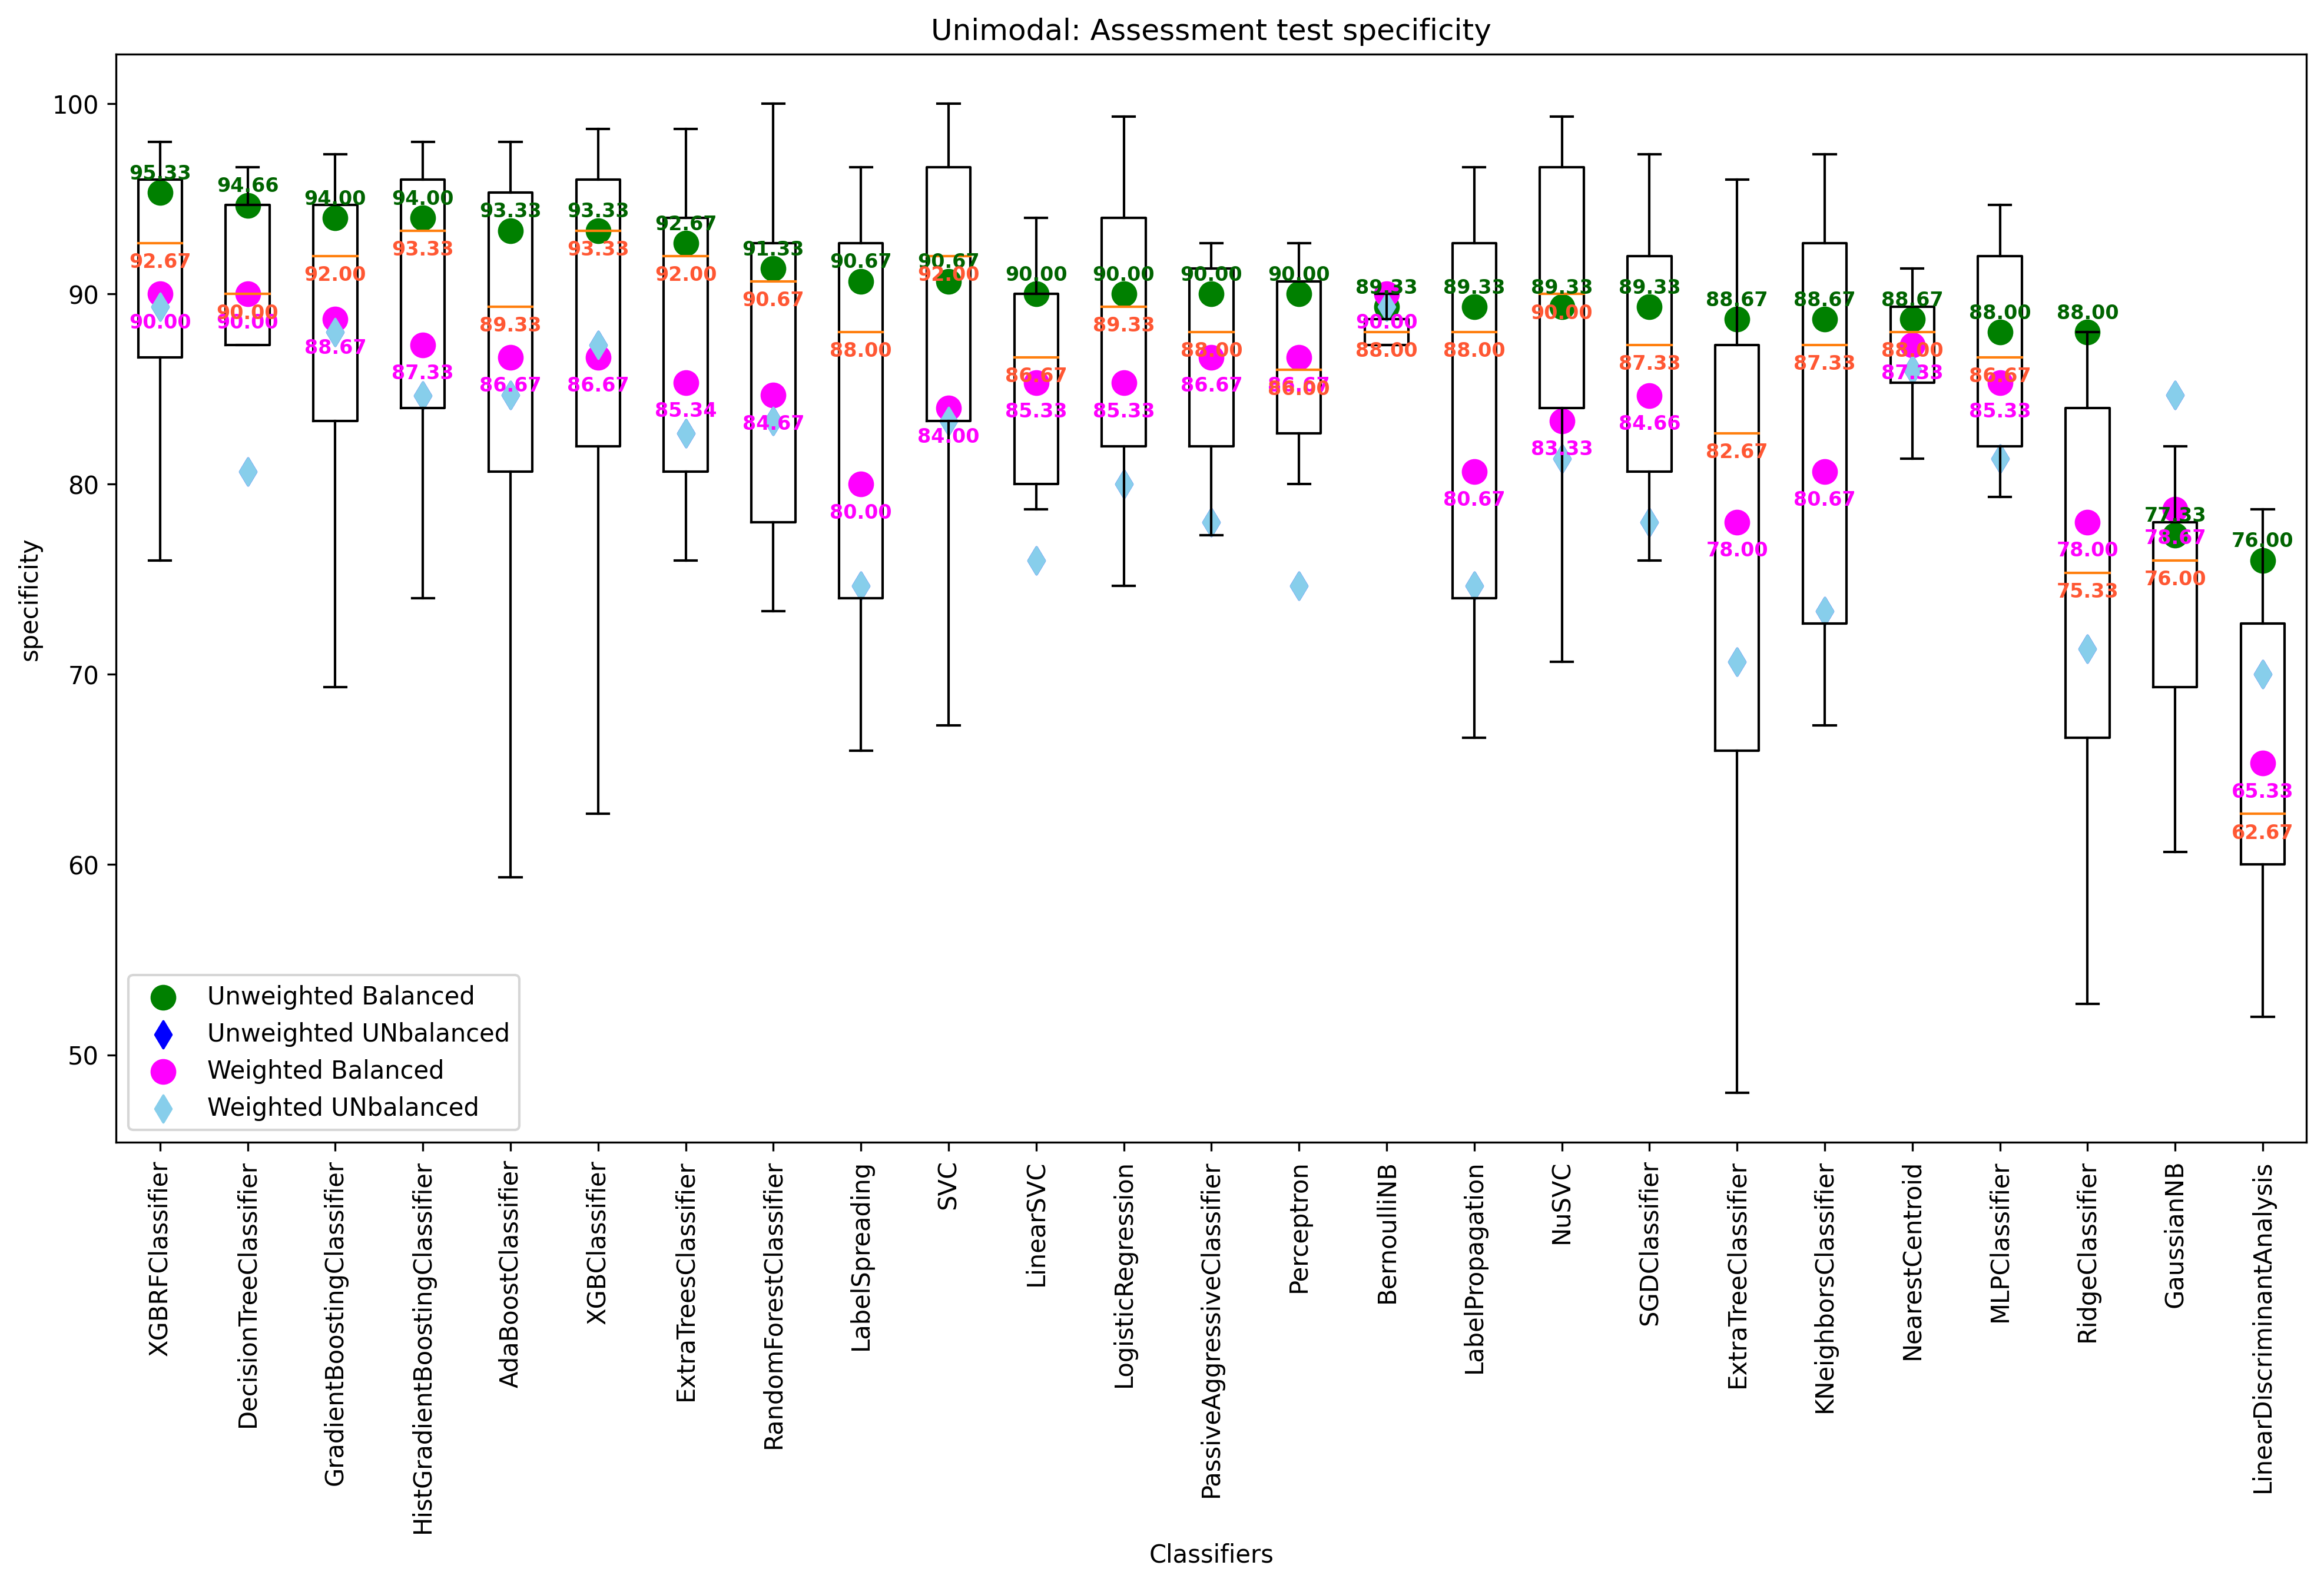 Unimodal: Assessment test specificity
specificity
100
90
80
70
60
50
95.33
92.67
90.00
94.66
90.00
90.00
94.00
92.00
88.67
94.00
93.33
87.33
93.33
89.33
86.67
93.33
93.33
86.67
92.67
92.00
85.34
91.33
90.67
84.67
90.67
88.00
80.00
90.67
92.00
84.00
90.00
86.67
85.33
90.00
89.33
85.33
90.00
88.00
86.67
90.00
86.67
86.00
89.33
90.00
88.00
89.33
88.00
80.67
89.33
90.00
83.33
89.33
87.33
84.66
88.67
82.67
78.00
88.67
87.33
80.67
88.67
88.00
87.33
88.00
86.67
85.33
88.00
78.00
75.33
77.33
78.67
76.00
76.00
65.33
62.67
Unweighted Balanced
Unweighted UNbalanced
Weighted Balanced
Weighted UNbalanced
XGBRFClassifier
DecisionTreeClassifier
GradientBoostingClassifier
HistGradientBoostingClassifier
AdaBoostClassifier
XGBClassifier
ExtraTreesClassifier
RandomForestClassifier
LabelSpreading
SVC
LinearSVC
LogisticRegression
PassiveAggressiveClassifier
Perceptron
BernoulliNB
LabelPropagation
NuSVC
SGDClassifier
ExtraTreeClassifier
KNeighborsClassifier
NearestCentroid
MLPClassifier
RidgeClassifier
GaussianNB
LinearDiscriminantAnalysis
Classifiers